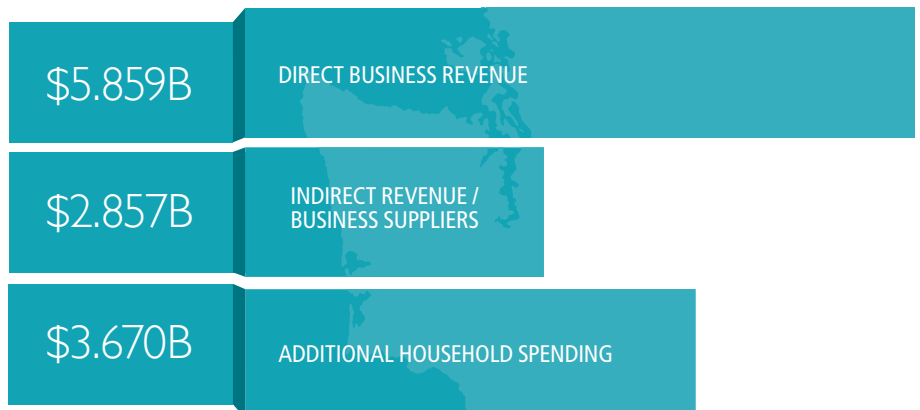 $5.859B
DIRECT BUSINESS REVENUE
$2.857B
INDIRECT REVENUE /
BUSINESS SUPPLIERS
$3.670B
ADDITIONAL HOUSEHOLD SPENDING